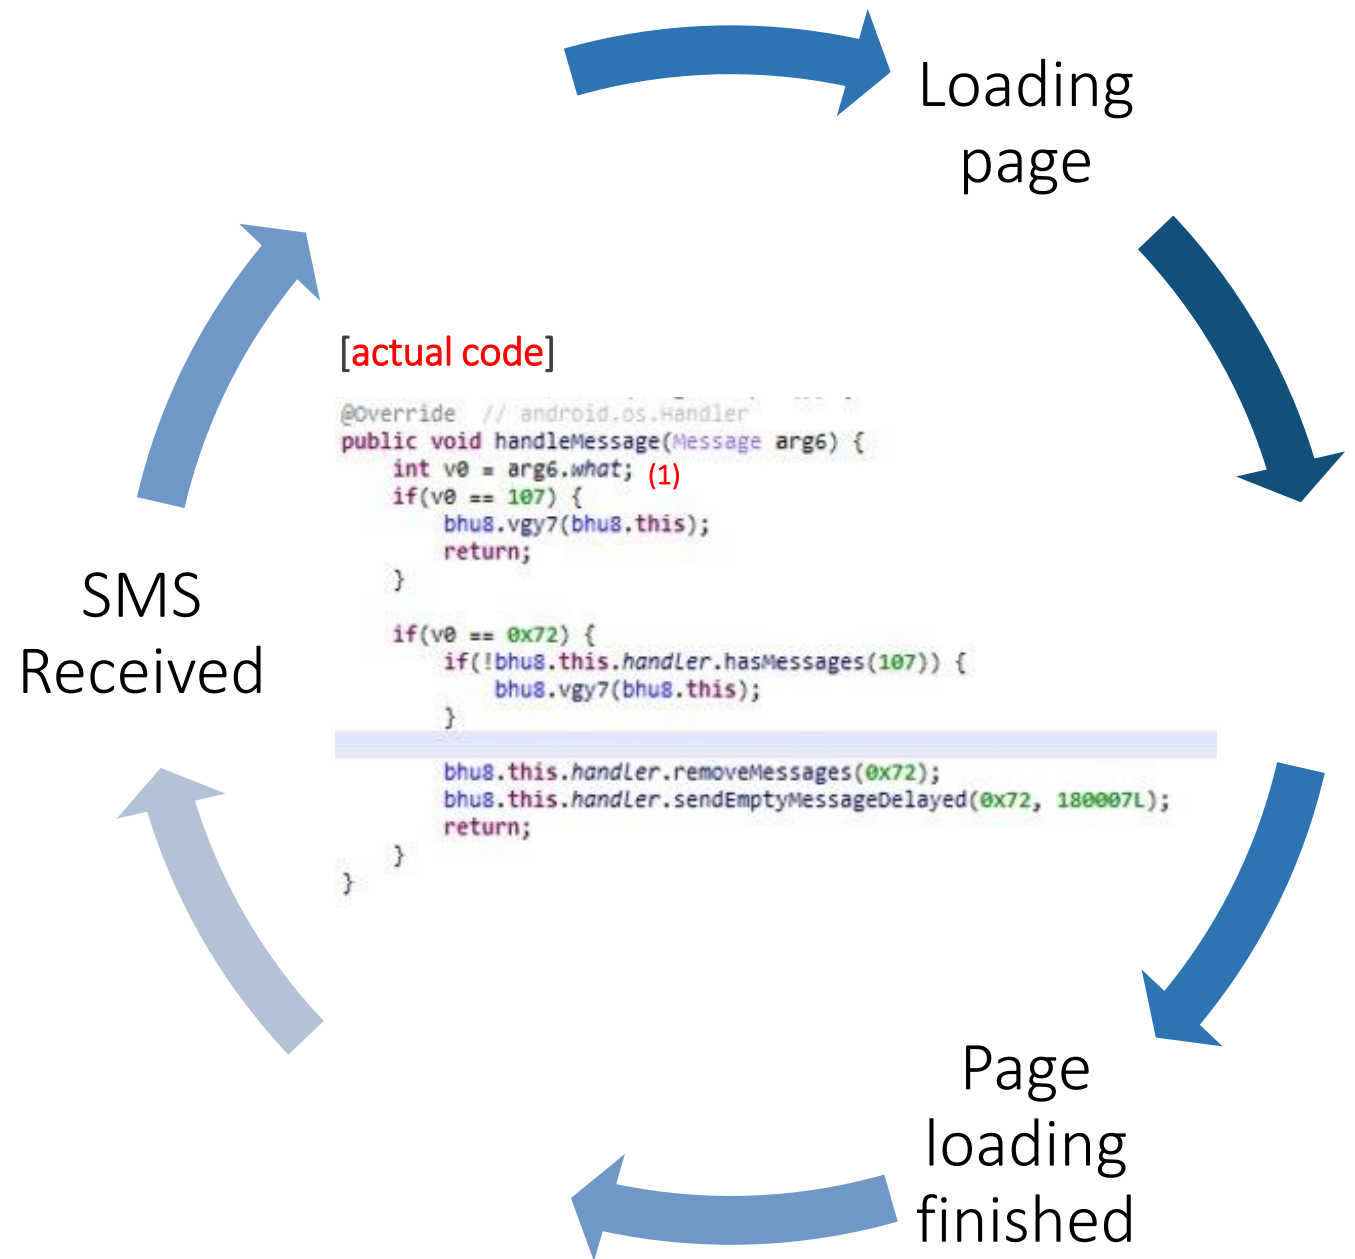 Loading
page
[actual code]
@Override // android.os.Handler
public void handleMessage(Message arg6) {
int v0 = arg6.what; (1)
if(v0 == 107) {
bhu8.vgy7(bhu8.this);
return;
}
if(v0 == 0x72) {
if(!bhu8.this.handler.hasMessages(107)) {
bhu8.vgy7(bhu8.this);
}
bhu8.this.handler.removeMessages(0x72);
bhu8.this.handler.sendEmptyMessageDelayed(0x72, 180007L);
return;
}
}
SMS
Received
Page
loading
finished